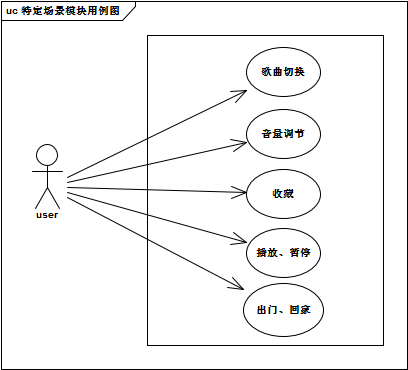 uc 特定场景模块用例图
歌曲切换
音量调节
收藏
user
播放、暂停
出门、回家